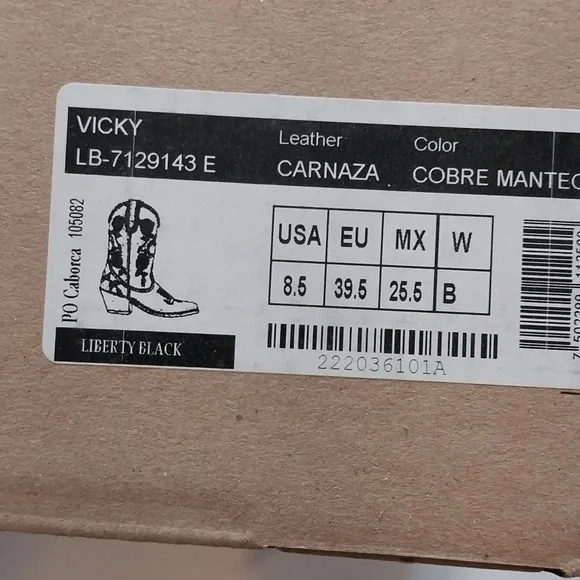 VICKY
LB-7129143 E
Leather
CARNAZA
Color
COBRE MANTEC
PO Caborca 105082
LIBERTY BLACK
USA EU MX W
8.5 39.5 25.5 B
222036101A